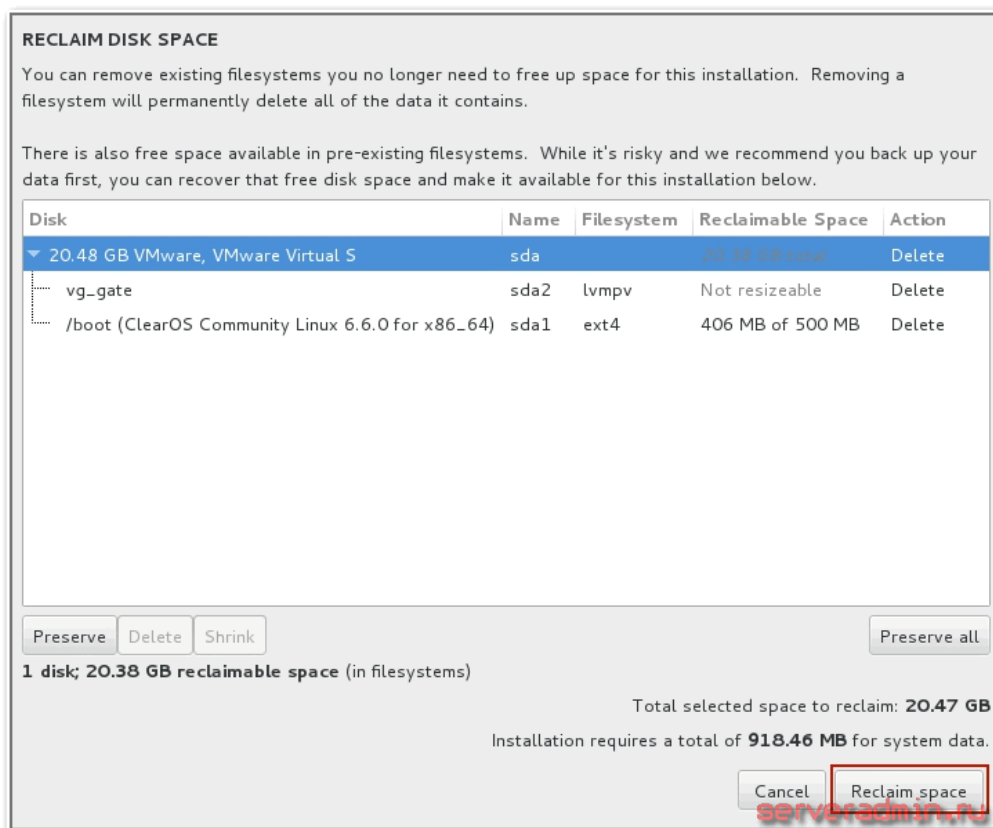 RECLAIM DISK SPACE
You can remove existing filesystems you no longer need to free up space for this installation. Removing a
filesystem will permanently delete all of the data it contains.
There is also free space available in pre-existing filesystems. While it's risky and we recommend you back up your
data first, you can recover that free disk space and make it available for this installation below.
Disk Name Filesystem Reclaimable Space Action
20.48 GB VMware, VMware Virtual S sda 20.38 GB total Delete
vg_gate sda2 lvmpv Not resizeable Delete
/boot (ClearOS Community Linux 6.6.0 for x86_64) sda1 ext4 406 MB of 500 MB Delete
Preserve Delete Shrink Preserve all
1 disk; 20.38 GB reclaimable space (in filesystems)
Total selected space to reclaim: 20.47 GB
Installation requires a total of 918.46 MB for system data.
Cancel Reclaim space
serveradmin.ru